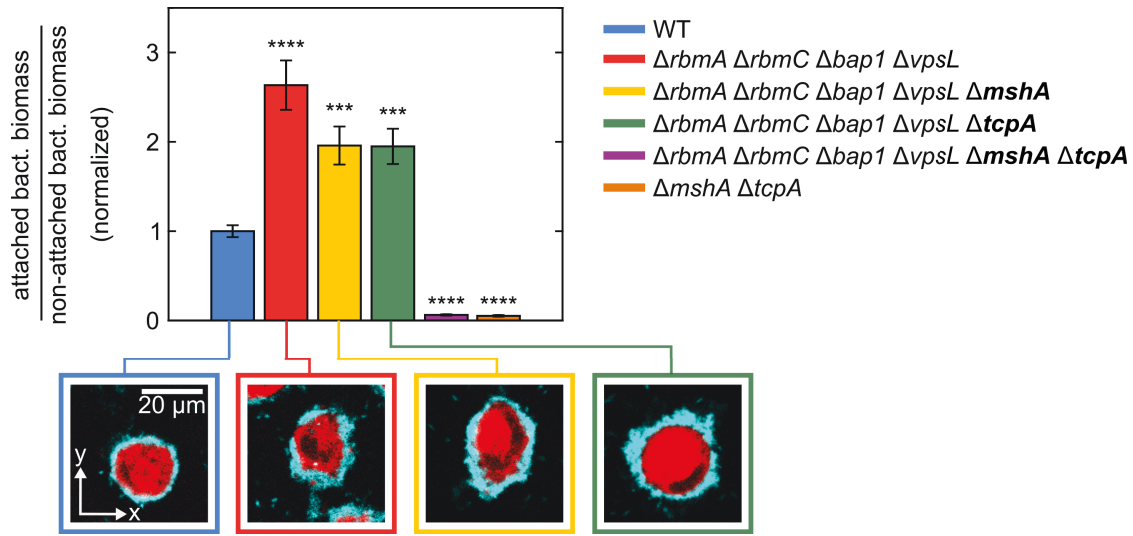 attached bact. biomass
non-attached bact. biomass
(normalized)
3
2
1
0
****
***
***
****
****
WT
ΔrbmA ΔrbmC Δbap1 ΔvpsL
ΔrbmA ΔrbmC Δbap1 ΔvpsL ΔmshA
ΔrbmA ΔrbmC Δbap1 ΔvpsL ΔtcpA
ΔrbmA ΔrbmC Δbap1 ΔvpsL ΔmshA ΔtcpA
ΔmshA ΔtcpA
20 μm
y
x